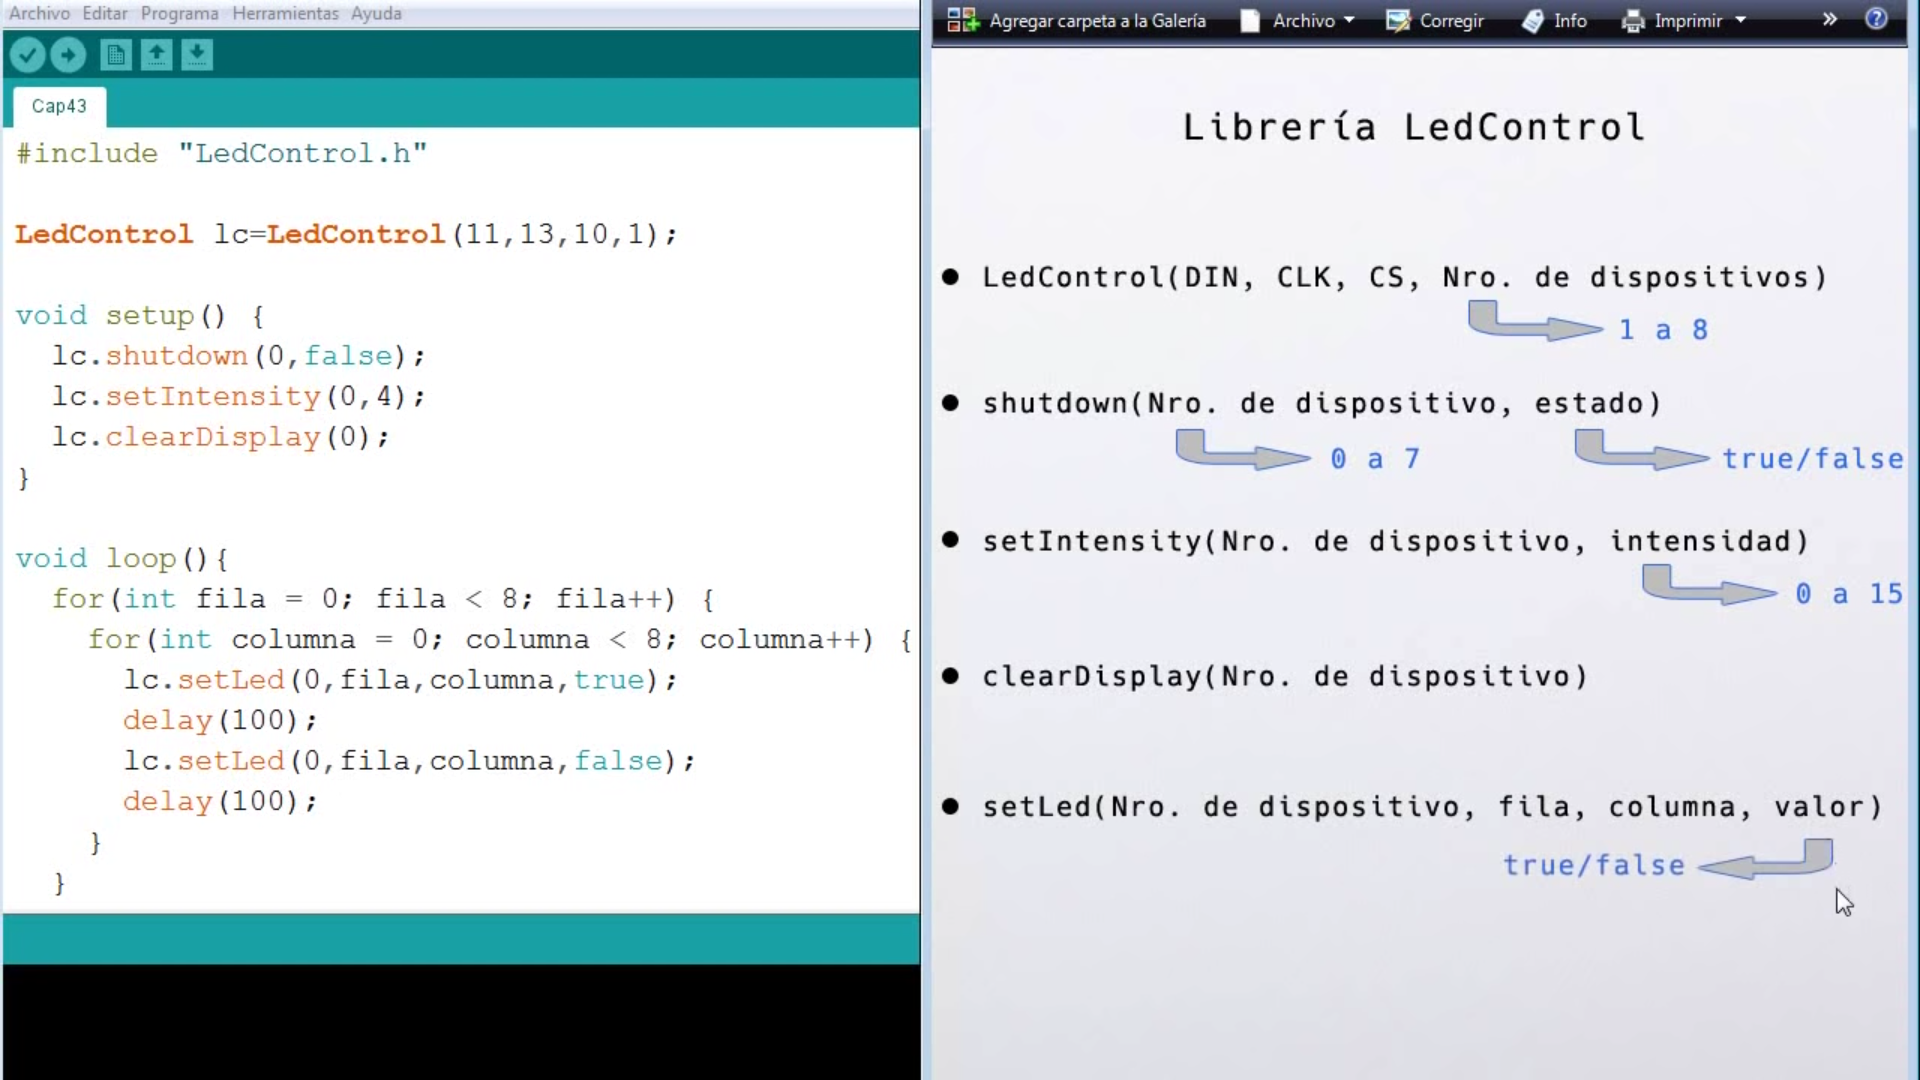 Archivo Editar Programa Herramientas Ayuda
Cap43
#include "LedControl.h"
LedControl lc=LedControl(11,13,10,1);
void setup() {
lc.shutdown(0,false);
lc.setIntensity(0,4);
lc.clearDisplay(0);
}
void loop(){
for(int fila = 0; fila < 8; fila++) {
for(int columna = 0; columna < 8; columna++) {
lc.setLed(0,fila,columna,true);
delay(100);
lc.setLed(0,fila,columna,false);
delay(100);
}
}
Agregar carpeta a la Galería Archivo Corregir Info Imprimir » ?
Librería LedControl
● LedControl(DIN, CLK, CS, Nro. de dispositivos)
1 a 8
● shutdown(Nro. de dispositivo, estado)
0 a 7 true/false
● setIntensity(Nro. de dispositivo, intensidad)
0 a 15
● clearDisplay(Nro. de dispositivo)
● setLed(Nro. de dispositivo, fila, columna, valor)
true/false